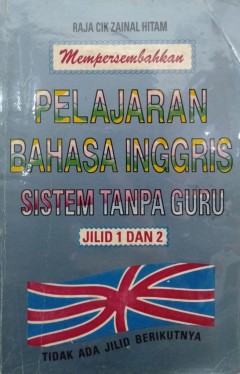 RAJA CIK ZAINAL HITAM
Mempersembahkan
PELAJARAN
BAHASA INGGRIS
SISTEM TANPA GURU
JILID 1 DAN 2
TIDAK ADA JILID BERIKUTNYA